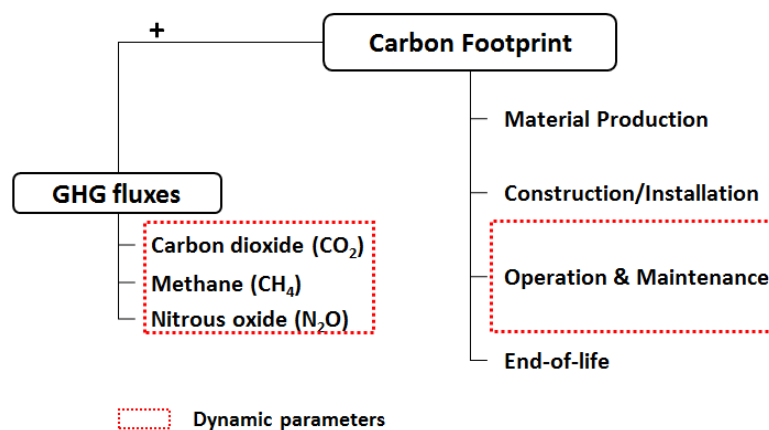 +
Carbon Footprint
Material Production
GHG fluxes
Construction/Installation
Carbon dioxide (CO₂)
Methane (CH₄)
Operation & Maintenance
Nitrous oxide (N₂O)
End-of-life
Dynamic parameters